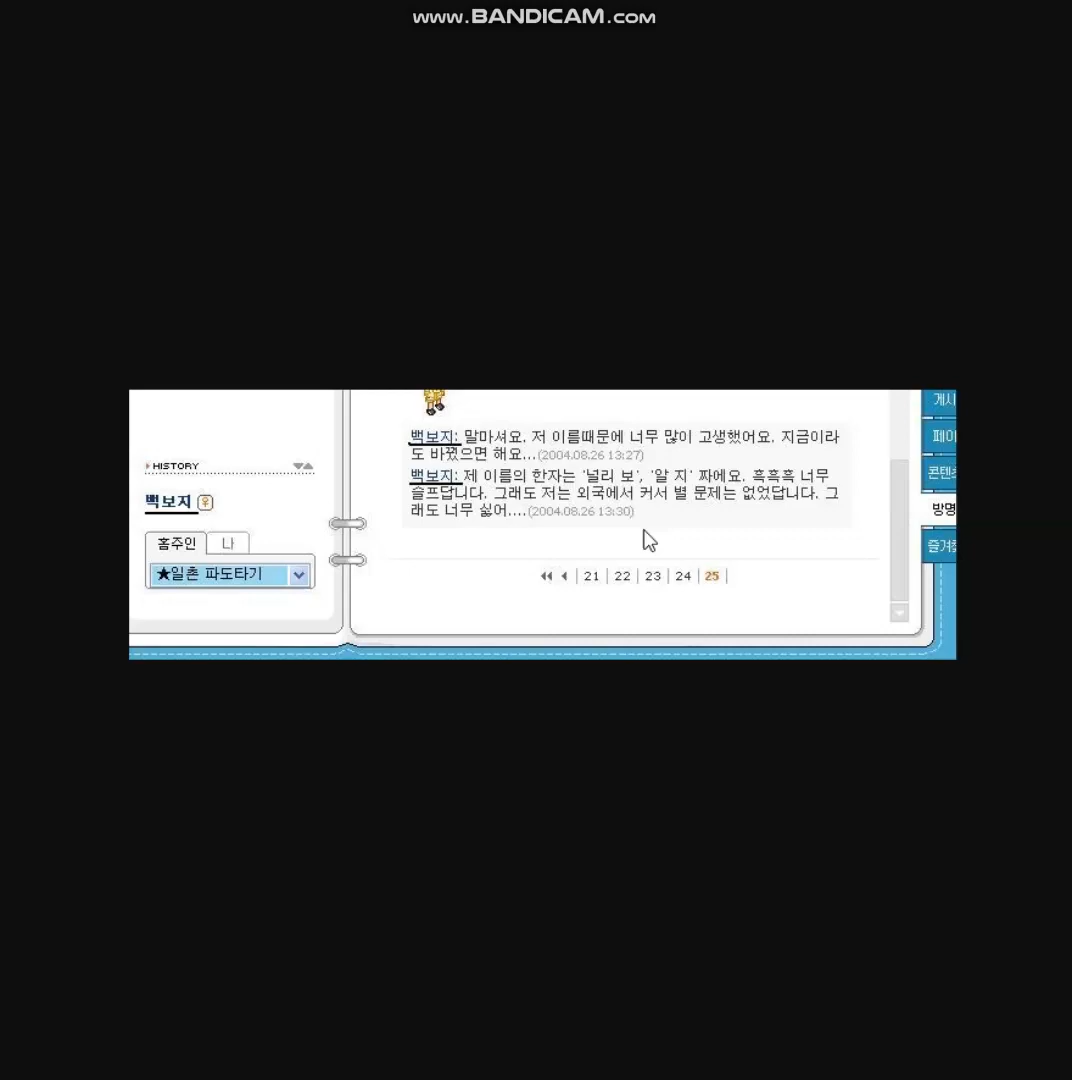 www.BANDICAM.com
HISTORY
백보지
홈주인 나
★일촌 파도타기
백보지: 말마셔요. 저 이름때문에 너무 많이 고생했어요. 지금이라
도 바꿨으면 해요...(2004.08.26 13:27)
백보지: 제 이름의 한자는 '널리 보', '알 지' 짜에요. 흑흑흑 너무
슬프답니다. 그래도 저는 외국에서 커서 별 문제는 없었답니다. 그
래도 너무 싫어....(2004.08.26 13:30)
21 | 22 | 23 | 24 | 25 |
게시
페이
콘텐츠
방명
즐겨찾